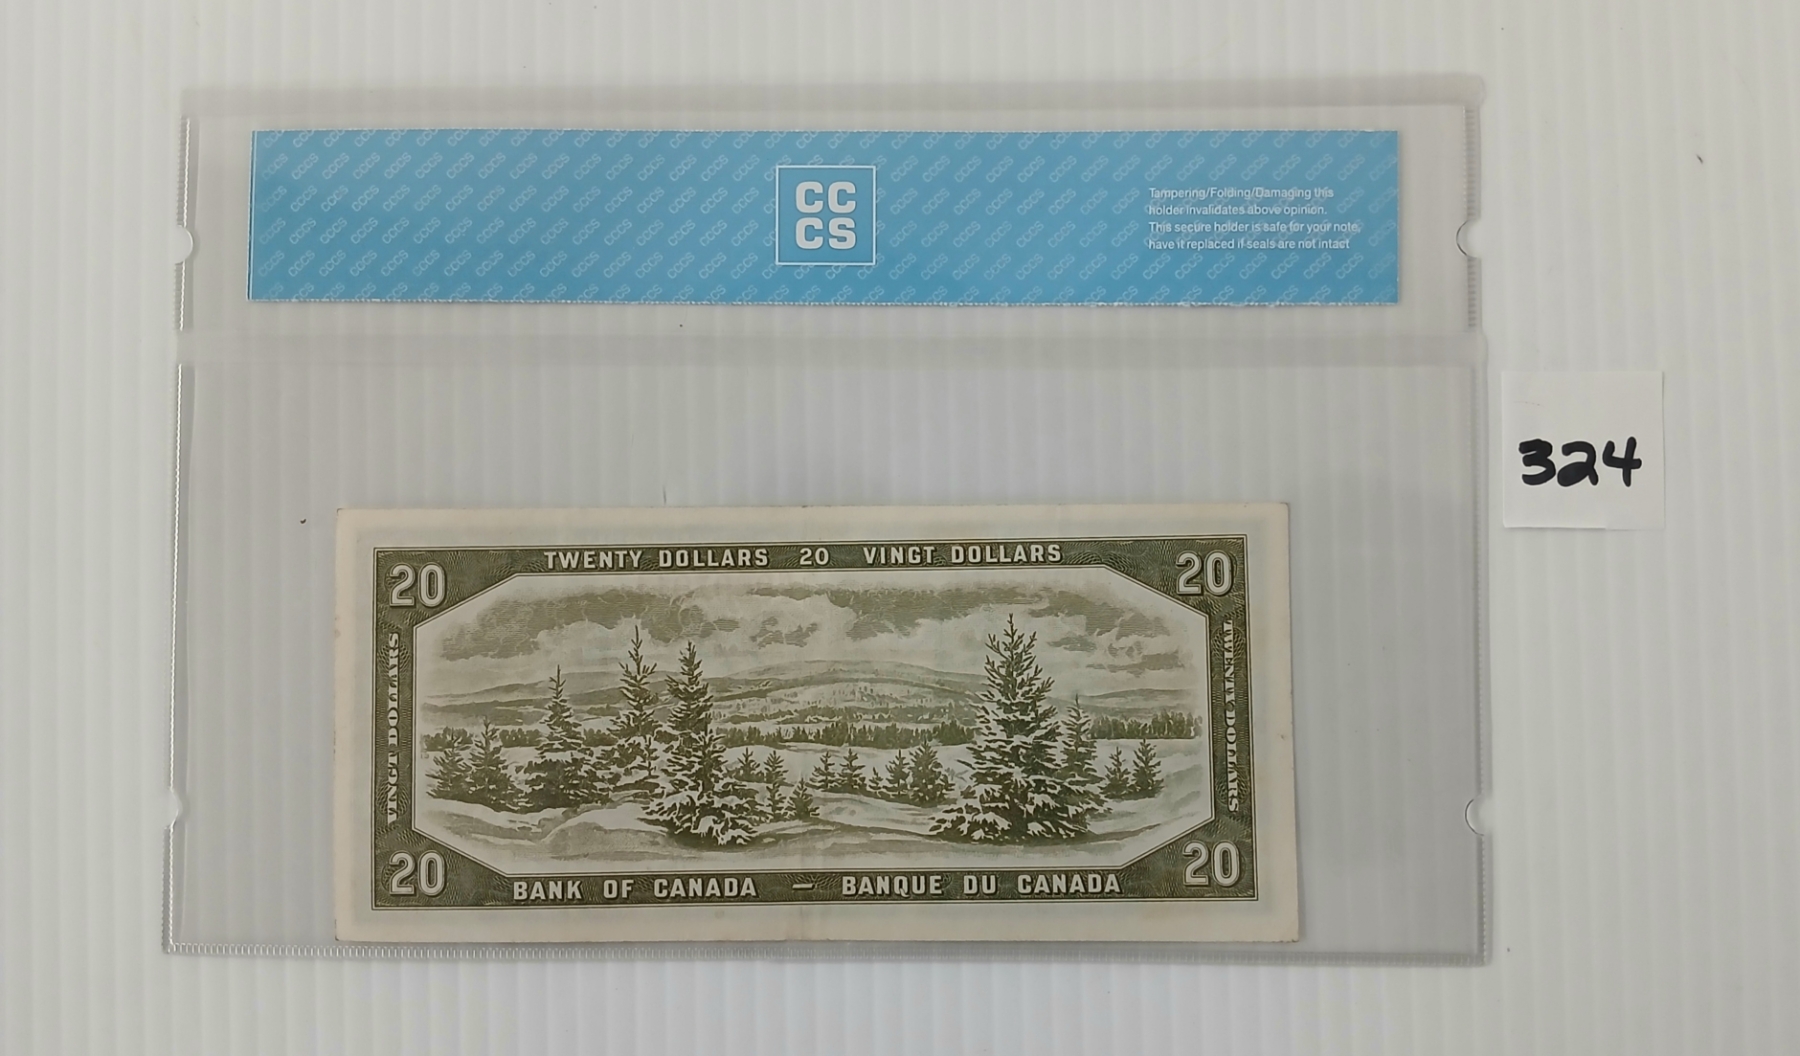 CC
CS
Tampering/Folding/Damaging this
holder invalidates above opinion.
This secure holder is safe for your note,
have it replaced if seals are not intact
324
TWENTY DOLLARS 20 VINGT DOLLARS
20
20
VINGT DOLLARS
TWENTY DOLLARS
20
20
BANK OF CANADA — BANQUE DU CANADA